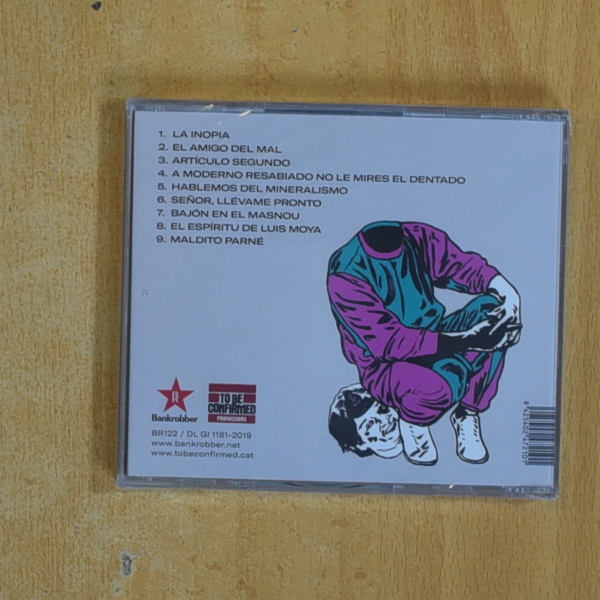 1. LA INOPIA
2. EL AMIGO DEL MAL
3. ARTÍCULO SEGUNDO
4. A MODERNO RESABIADO NO LE MIRES EL DENTADO
5. HABLEMOS DEL MINERALISMO
6. SEÑOR, LLÉVAME PRONTO
7. BAJÓN EN EL MASNOU
8. EL ESPÍRITU DE LUIS MOYA
9. MALDITO PARNÉ
Bankrobber
TO BE
CONFIRMED
PRODUCCIONS
BR122 / DL GI 1181-2019
www.bankrobber.net
www.tobeconfirmed.cat